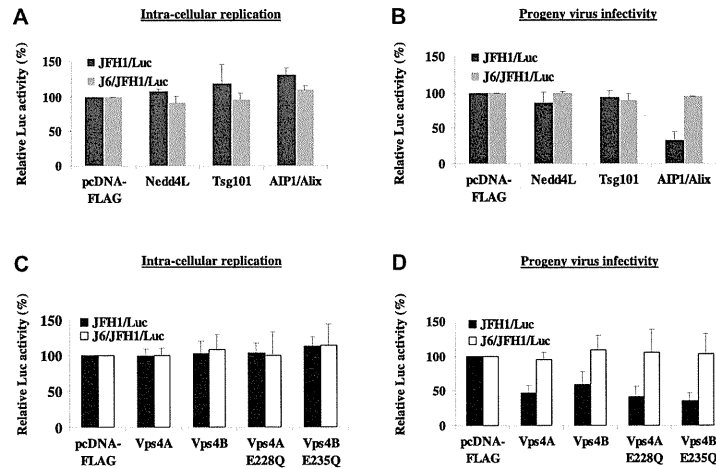 A
Intra-cellular replication
Relative Luc activity (%)
150
100
50
0
JFH1/Luc
J6/JFH1/Luc
pcDNA-
FLAG
Nedd4L
Tsg101
AIP1/Alix
B
Progeny virus infectivity
Relative Luc activity (%)
150
100
50
0
JFH1/Luc
J6/JFH1/Luc
pcDNA-
FLAG
Nedd4L
Tsg101
AIP1/Alix
C
Intra-cellular replication
Relative Luc activity (%)
150
100
50
0
JFH1/Luc
J6/JFH1/Luc
pcDNA-
FLAG
Vps4A
Vps4B
Vps4A
E228Q
Vps4B
E235Q
D
Progeny virus infectivity
Relative Luc activity (%)
150
100
50
0
JFH1/Luc
J6/JFH1/Luc
pcDNA-
FLAG
Vps4A
Vps4B
Vps4A
E228Q
Vps4B
E235Q